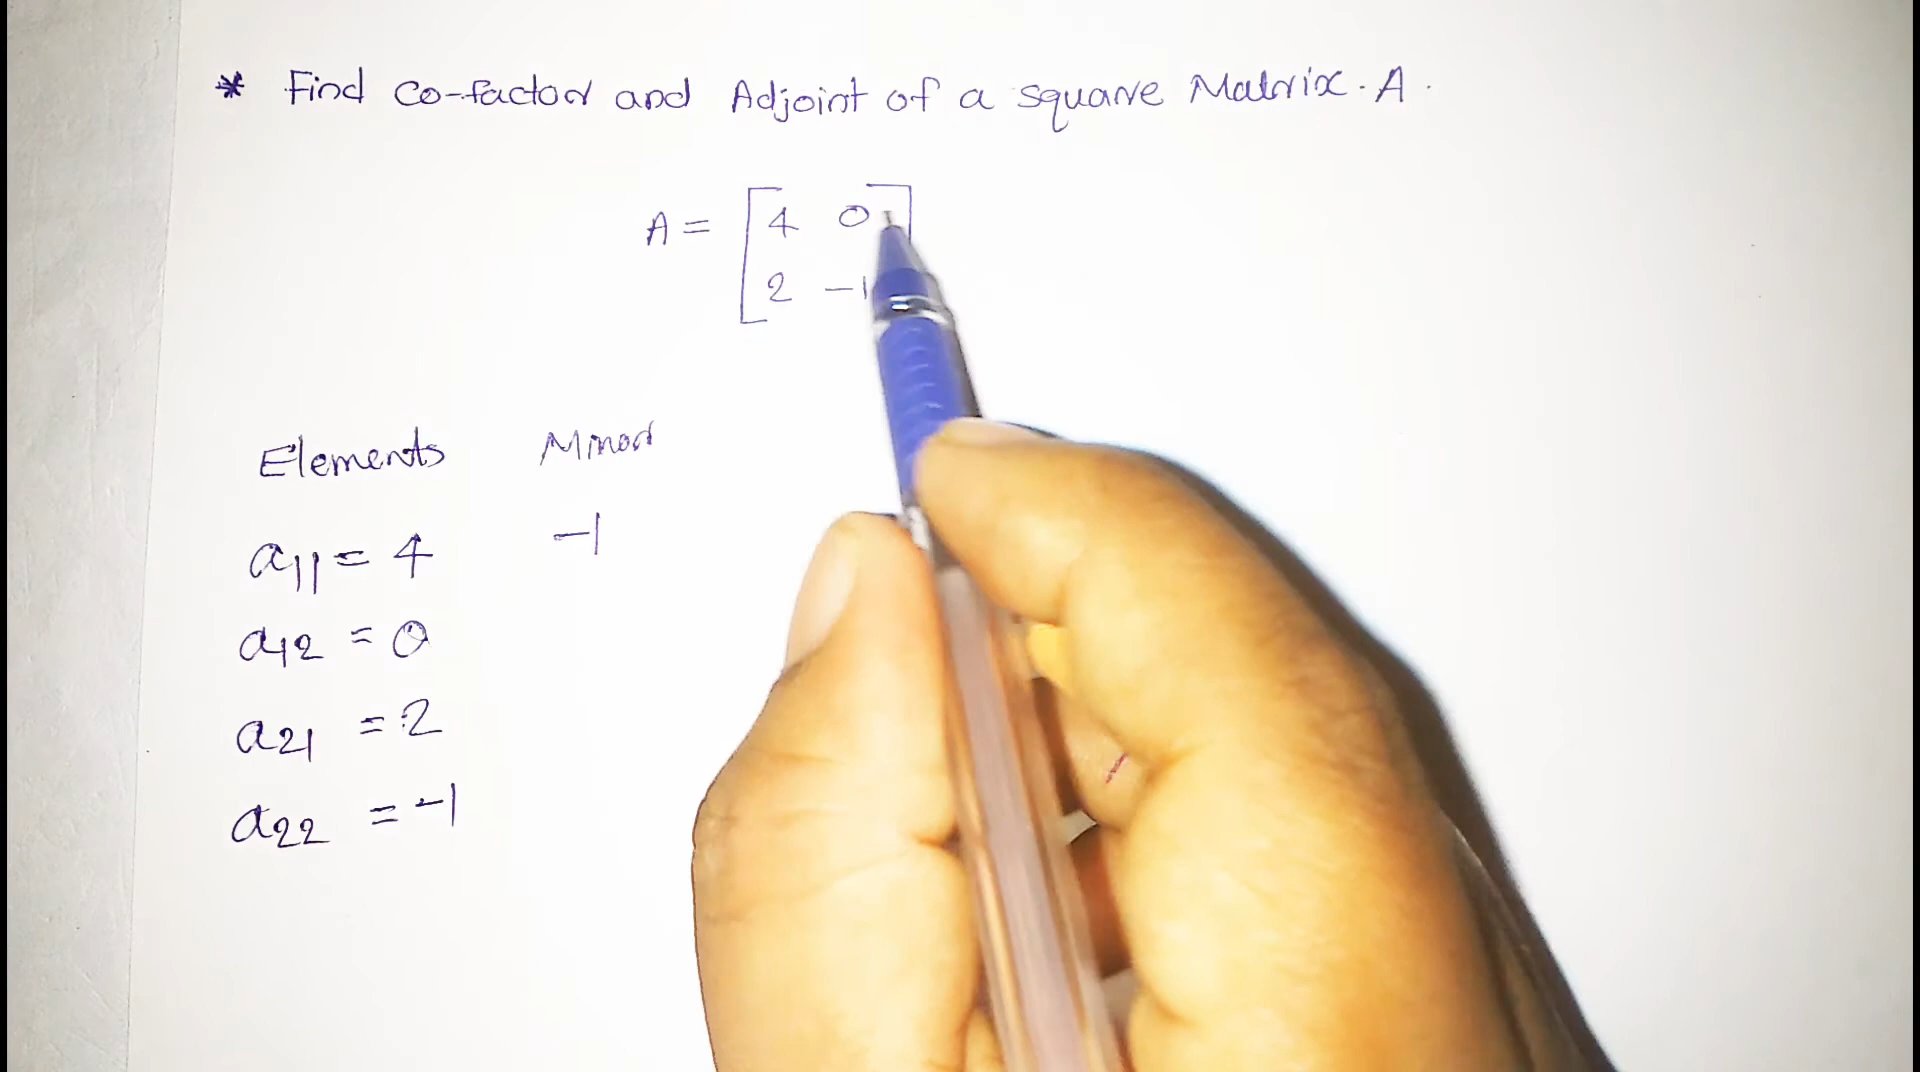 * Find co-factor and Adjoint of a square Matrix. A.
A = [4 0
2 -1
Elements Minor
a11 = 4 -1
a12 = 0
a21 = 2
a22 = -1